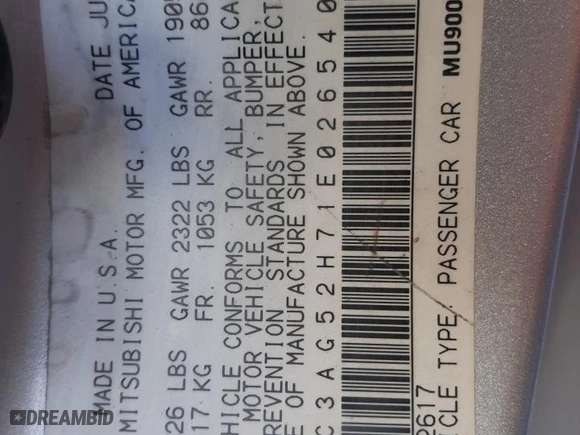 MADE IN U.S.A. DATE JU
MITSUBISHI MOTOR MFG. OF AMERICA
26 LBS GAWR 2322 LBS GAWR 1905
17 KG FR. 1053 KG RR. 86
HICLE CONFORMS TO ALL APPLICA
MOTOR VEHICLE SAFETY, BUMPER,
REVENTION STANDARDS IN EFFECT
E OF MANUFACTURE SHOWN ABOVE.
C3AG52H71E026540
2617
ICLE TYPE: PASSENGER CAR MU900
DREAMBID